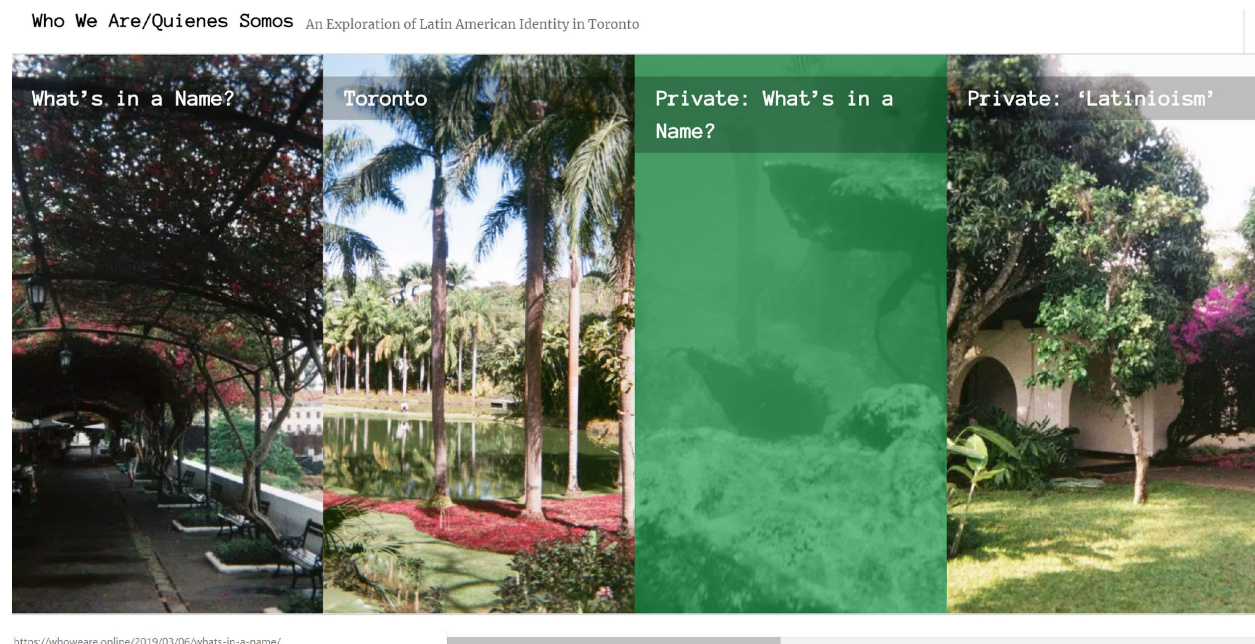 Who We Are/Quienes Somos An Exploration of Latin American Identity in Toronto
What's in a Name?
Toronto
Private: What's in a
Name?
Private: ‘Latinioism’
https://whoweare.online/2019/03/06/whats-in-a-name/